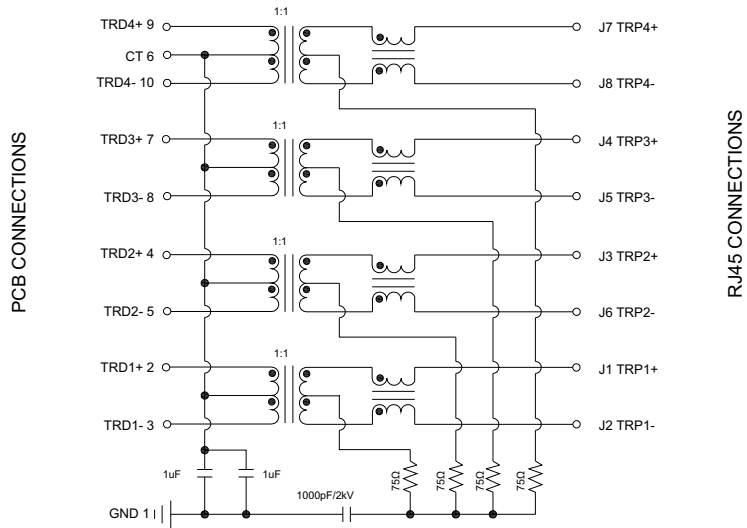 PCB CONNECTIONS
RJ45 CONNECTIONS
1:1
TRD4+ 9
J7 TRP4+
CT 6
TRD4- 10
J8 TRP4-
1:1
TRD3+ 7
J4 TRP3+
TRD3- 8
J5 TRP3-
1:1
TRD2+ 4
J3 TRP2+
TRD2- 5
J6 TRP2-
1:1
TRD1+ 2
J1 TRP1+
TRD1- 3
J2 TRP1-
1uF
1uF
75Ω
75Ω
75Ω
75Ω
1000pF/2kV
GND 1